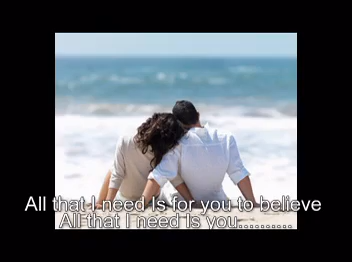 All that I need Is for you to believe
All that I need Is you..........